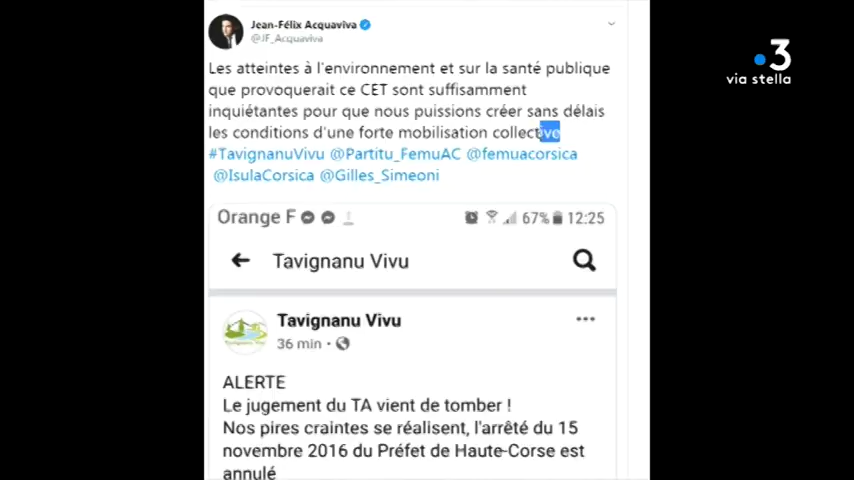 Jean-Félix Acquaviva
@JF_Acquaviva
3
via stella
Les atteintes à l'environnement et sur la santé publique
que provoquerait ce CET sont suffisamment
inquiétantes pour que nous puissions créer sans délais
les conditions d'une forte mobilisation collective
#TavignanuVivu @Partitu_FemuAC @femuacorsica
@IsulaCorsica @Gilles_Simeoni
Orange F 67% 12:25
Tavignanu Vivu
Tavignanu Vivu
Tavignanu Vivu
36 min •
ALERTE
Le jugement du TA vient de tomber !
Nos pires craintes se réalisent, l'arrêté du 15
novembre 2016 du Préfet de Haute-Corse est
annulé